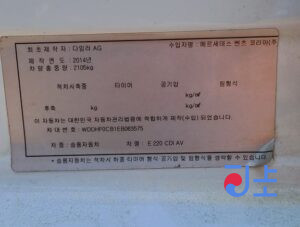 최초제작자 : 다임러 AG 수입자명 : 메르세데스 벤츠 코리아(주
제작연도 : 2014년
차량총중량 : 2105kg
적차시축중 타이어 공기압 림형식
kg/㎠
후축 kg kg/㎠
이 자동차는 대한민국 자동차관리법령에 적합하게 제작(수입) 되었습니다.
차대번호 : WDDHF0CB1EB063575
차종 : 승용자동차 차명 : E 220 CDI AV
* 승용자동차는 적차시 하중 타이어 형식 공기압 및 림형식을 생략할 수 있음